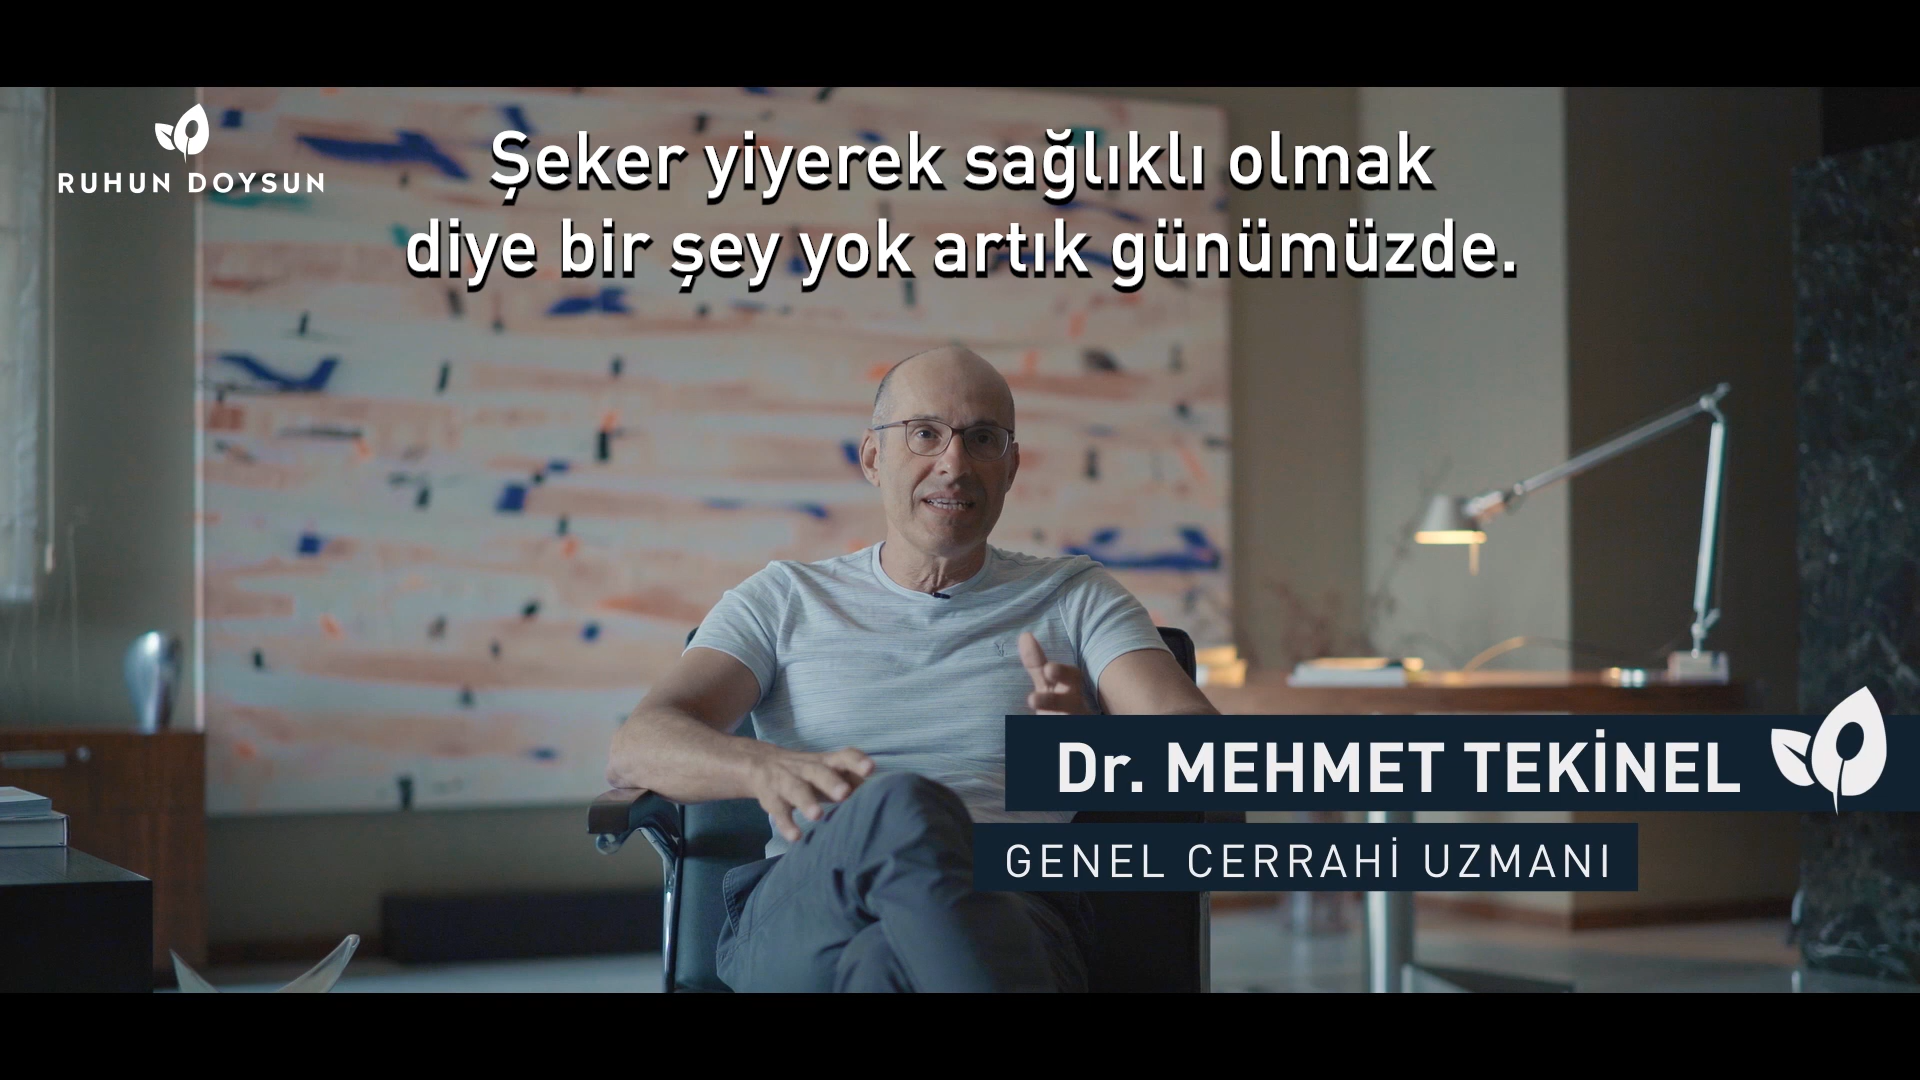 RUHUN DOYSUN
Şeker yiyerek sağlıklı olmak
diye bir şey yok artık günümüzde.
Dr. MEHMET TEKİNEL
GENEL CERRAHİ UZMANI